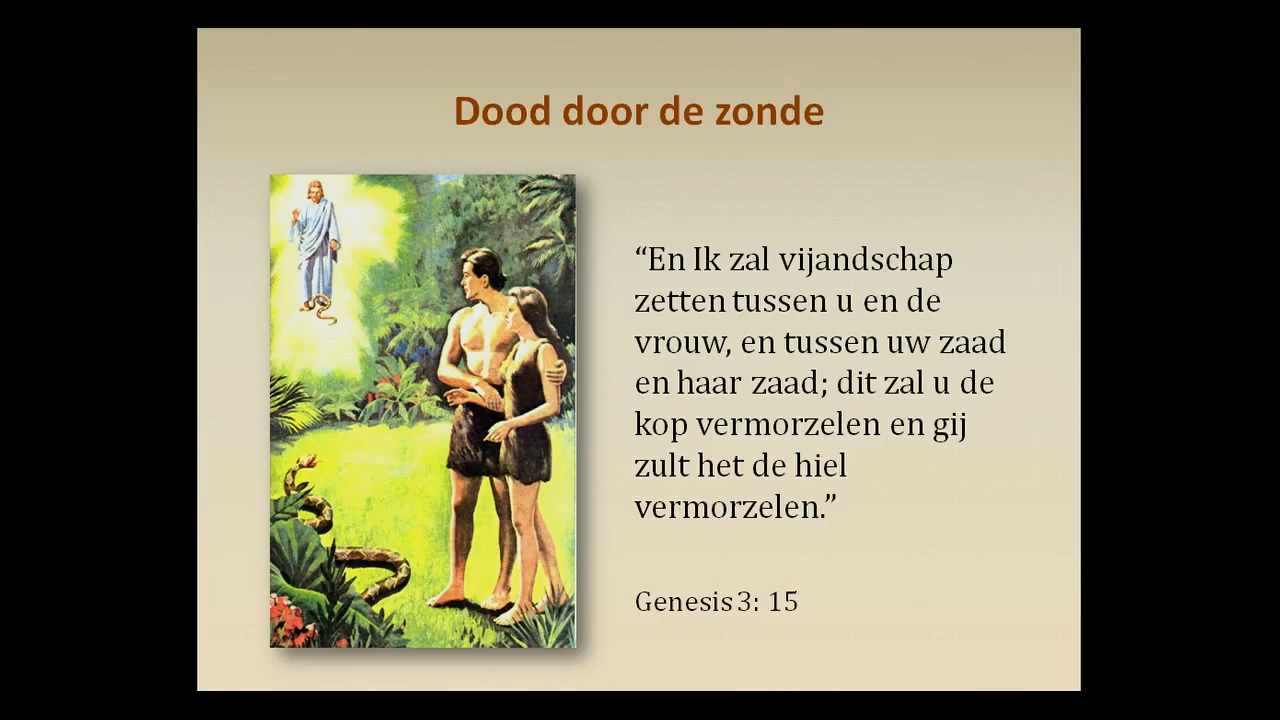 Dood door de zonde
“En Ik zal vijandschap
zetten tussen u en de
vrouw, en tussen uw zaad
en haar zaad; dit zal u de
kop vermorzelen en gij
zult het de hiel
vermorzelen.”
Genesis 3: 15